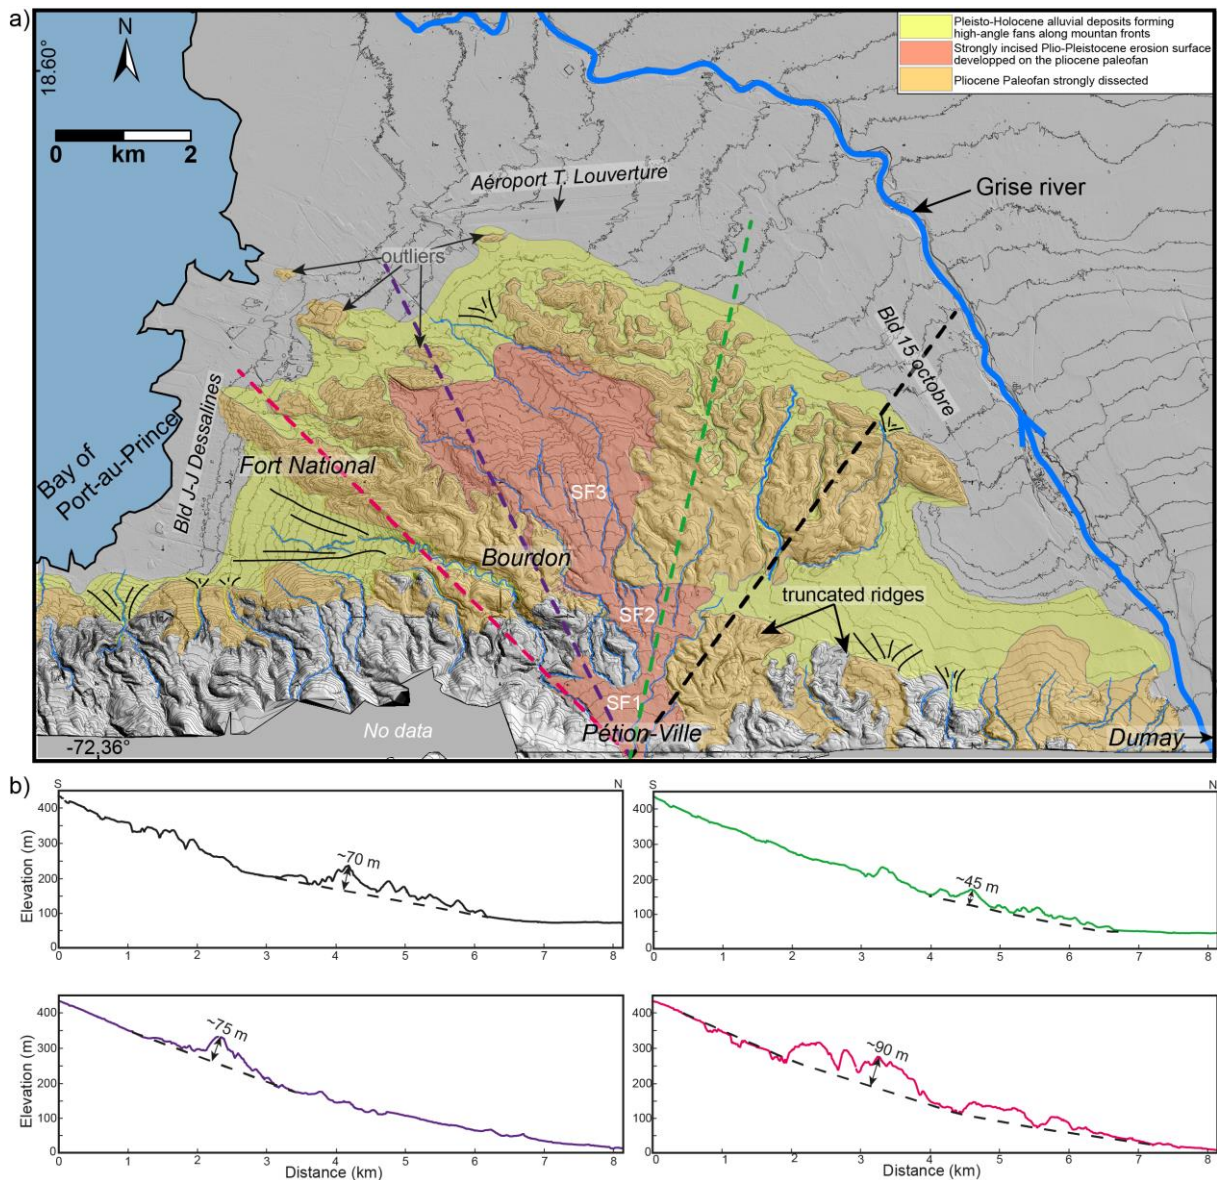 a)
N
18.60°
0 km 2
Pleisto-Holocene alluvial deposits forming
high-angle fans along mountan fronts
Strongly incised Plio-Pleistocene erosion surface
developped on the pliocene paleofan
Pliocene Paleofan strongly dissected
Aéroport T. Louverture
Grise river
outliers
Bld 15 octobre
Bld J-J Dessalines
Bay of
Port-au-Prince
Fort National
SF3
Bourdon
SF2
truncated ridges
SF1
No data
Pétion-Ville
-72.36°
Dumay
b)
S N
Elevation (m)
400
300
200
100
0
~70 m
0 1 2 3 4 5 6 7 8
S N
400
300
200
100
0
~45 m
0 1 2 3 4 5 6 7 8
Elevation (m)
400
300
200
100
0
~75 m
0 1 2 3 4 5 6 7 8
Distance (km)
400
300
200
100
0
~90 m
0 1 2 3 4 5 6 7 8
Distance (km)